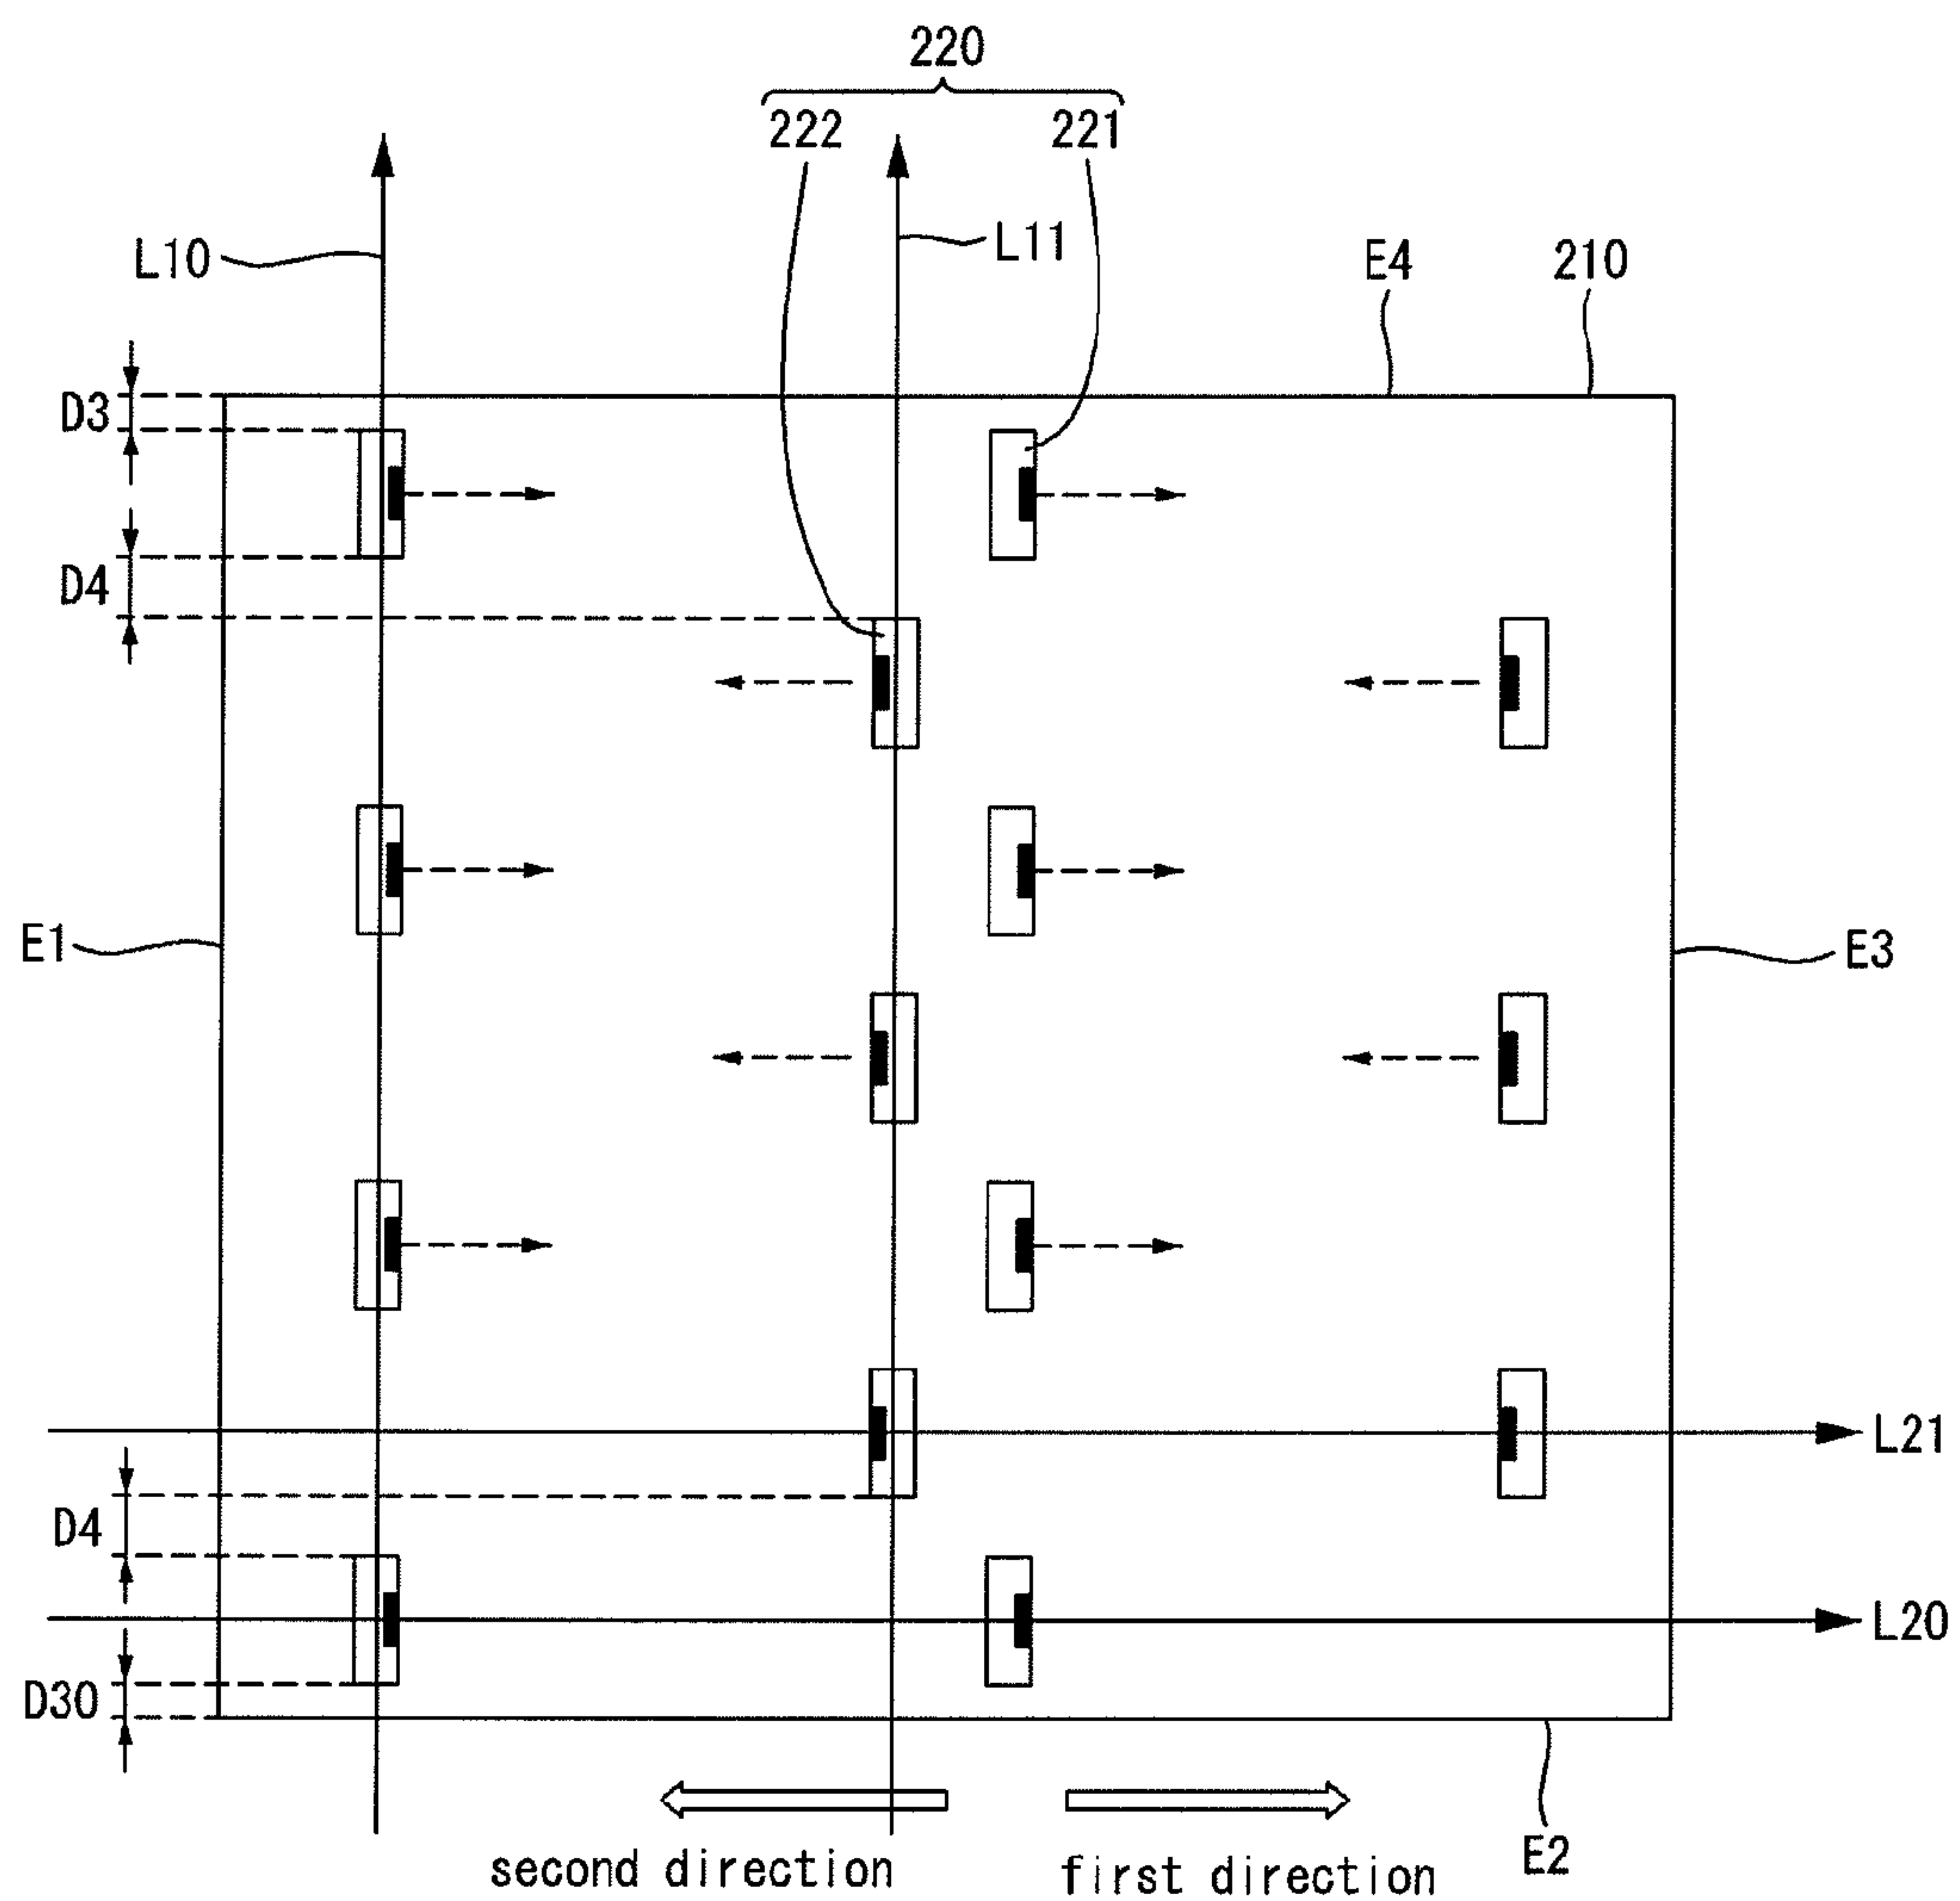 220
222 221
L10
L11
E4 210
D3
D4
E1
E3
L21
D4
L20
D30
second direction first direction
E2